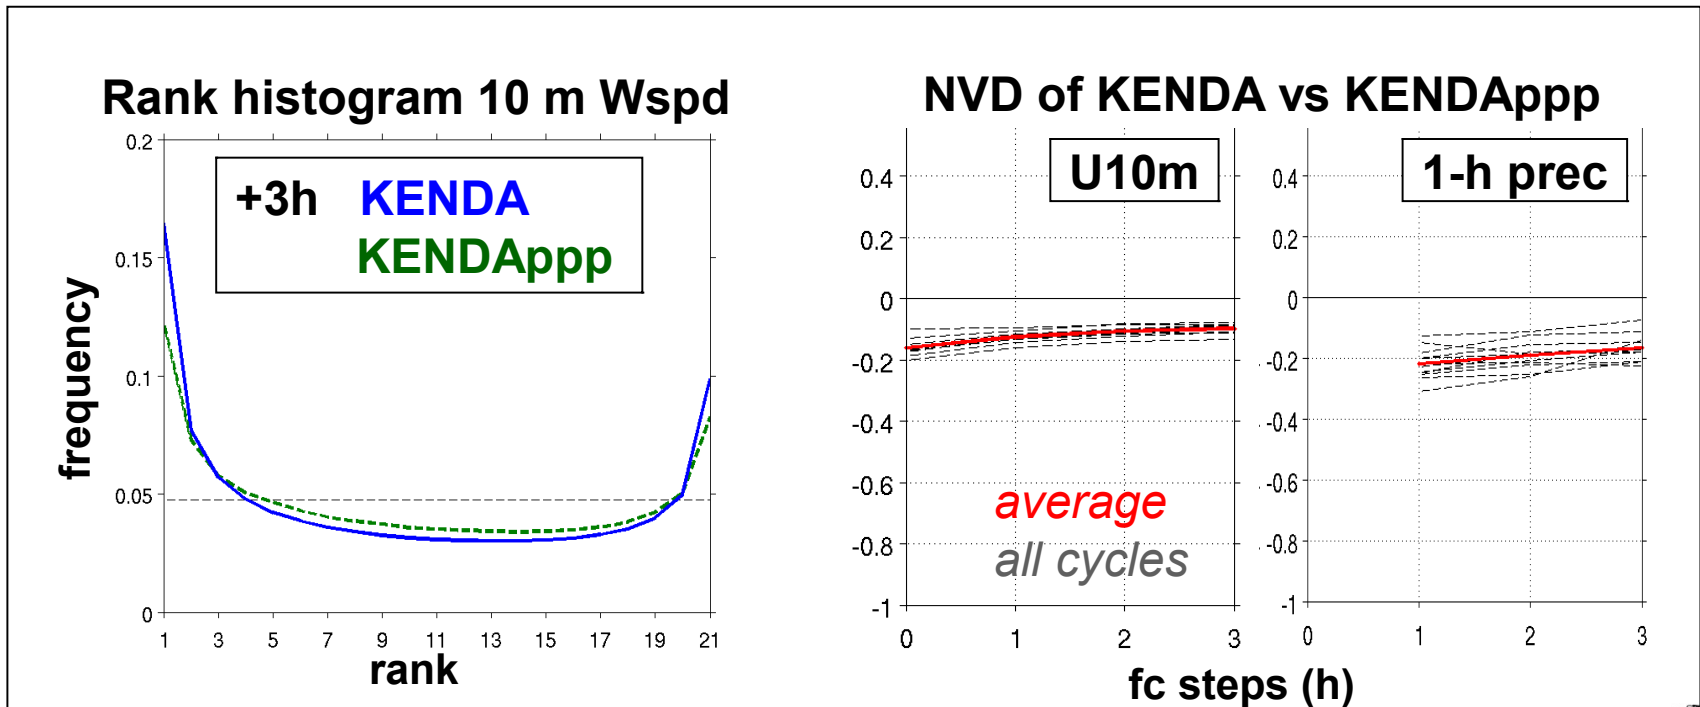 Rank histogram 10 m Wspd
+3h KENDA
KENDAppp
frequency
0.2
0.15
0.1
0.05
0
1 3 5 7 9 11 13 15 17 19 21
rank
NVD of KENDA vs KENDAppp
U10m
0.4
0.2
0
-0.2
-0.4
-0.6
-0.8
-1
average
all cycles
0 1 2 3
1-h prec
0.4
0.2
0
-0.2
-0.4
-0.6
-0.8
-1
0 1 2 3
fc steps (h)